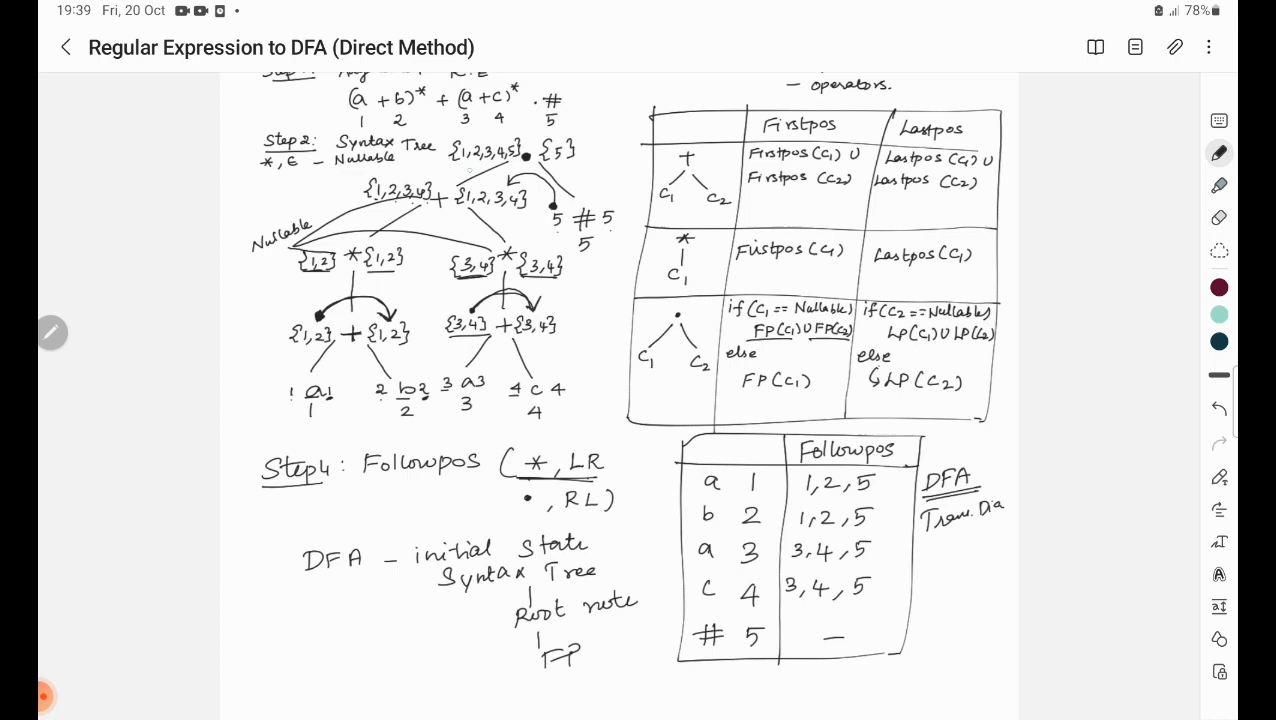 19:39 Fri, 20 Oct
78%
Regular Expression to DFA (Direct Method)
(a + b)* + (a + c)* . #
1 2 3 4 5
Step 2: Syntax Tree
*, ε - Nullable
{1,2,3,4,5} • {5}
{1,2,3,4} + {1,2,3,4}
5 # 5
5
Nullable
{1,2} * {1,2} {3,4} * {3,4}
{1,2} + {1,2} {3,4} + {3,4}
1 a 1 2 b 2 3 a 3 4 c 4
1 2 3 4
Step 4: Followpos ( *, LR
•, RL )
DFA - initial State
Syntax Tree
Root note
FP
- operators.
Firstpos Lastpos
+ Firstpos (C1) U Lastpos (C1) U
C1 C2 Firstpos (C2) Lastpos (C2)
* Firstpos (C1) Lastpos (C1)
C1
• if (C1 == Nullable) if (C2 == Nullable)
FP(C1) U FP(C2) LP(C1) U LP(C2)
C1 C2 else else
FP (C1) LP (C2)
Followpos
a 1 1, 2, 5
b 2 1, 2, 5
a 3 3, 4, 5
c 4 3, 4, 5
# 5 —
DFA
Tran. Dia